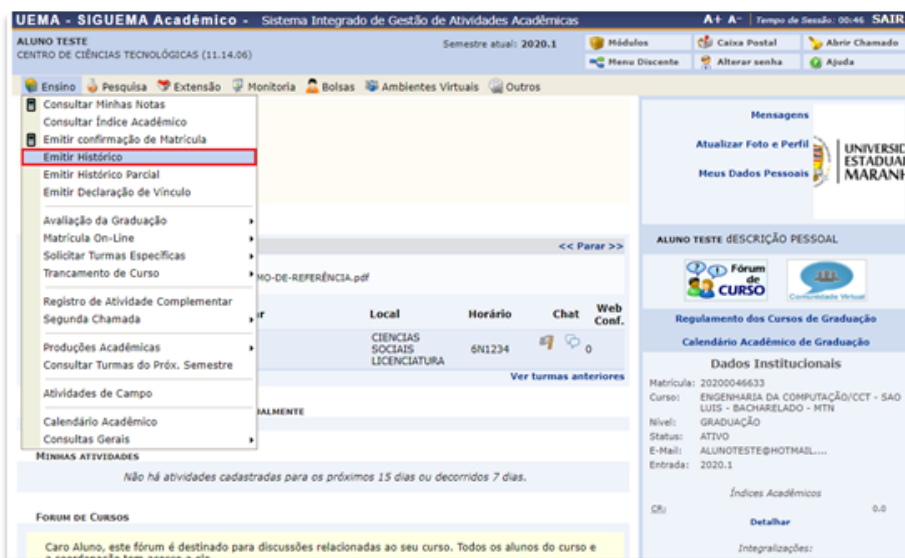 UEMA - SIGUEMA Acadêmico - Sistema Integrado de Gestão de Atividades Acadêmicas
A+ A- Tempo de Sessão: 00:46 SAIR
ALUNO TESTE
CENTRO DE CIÊNCIAS TECNOLÓGICAS (11.14.06)
Semestre atual: 2020.1
Módulos
Caixa Postal
Abrir Chamado
Menu Discente
Alterar senha
Ajuda
Ensino Pesquisa Extensão Monitoria Bolsas Ambientes Virtuais Outros
Consultar Minhas Notas
Consultar Índice Acadêmico
Emitir confirmação de Matrícula
Emitir Histórico
Emitir Histórico Parcial
Emitir Declaração de Vínculo
Avaliação da Graduação
Matrícula On-Line
Solicitar Turmas Específicas
Trancamento de Curso
Registro de Atividade Complementar
Segunda Chamada
Produções Acadêmicas
Consultar Turmas do Próx. Semestre
Atividades de Campo
Calendário Acadêmico
Consultas Gerais
<< Parar >>
MO-DE-REFERÊNCIA.pdf
Local Horário Chat Web Conf.
CIENCIAS
SOCIAIS
LICENCIATURA
6N1234
0
Ver turmas anteriores
ALMENTE
MINHAS ATIVIDADES
Não há atividades cadastradas para os próximos 15 dias ou decorridos 7 dias.
FORUM DE CURSOS
Caro Aluno, este fórum é destinado para discussões relacionadas ao seu curso. Todos os alunos do curso e
a coordenação tem acesso a ele.
Mensagens
Atualizar Foto e Perfil
Meus Dados Pessoais
UNIVERSID
ESTADUAL
MARANH
ALUNO TESTE dESCRIÇÃO PESSOAL
Fórum
de
CURSO
Comunidade Virtual
Regulamento dos Cursos de Graduação
Calendário Acadêmico de Graduação
Dados Institucionais
Matrícula: 20200046633
Curso: ENGENHARIA DA COMPUTAÇÃO/CCT - SAO
LUIS - BACHARELADO - MTN
Nível: GRADUAÇÃO
Status: ATIVO
E-Mail: ALUNOTESTE@HOTMAIL....
Entrada: 2020.1
Índices Acadêmicos
CR: 0.0
Detalhar
Integralizações: